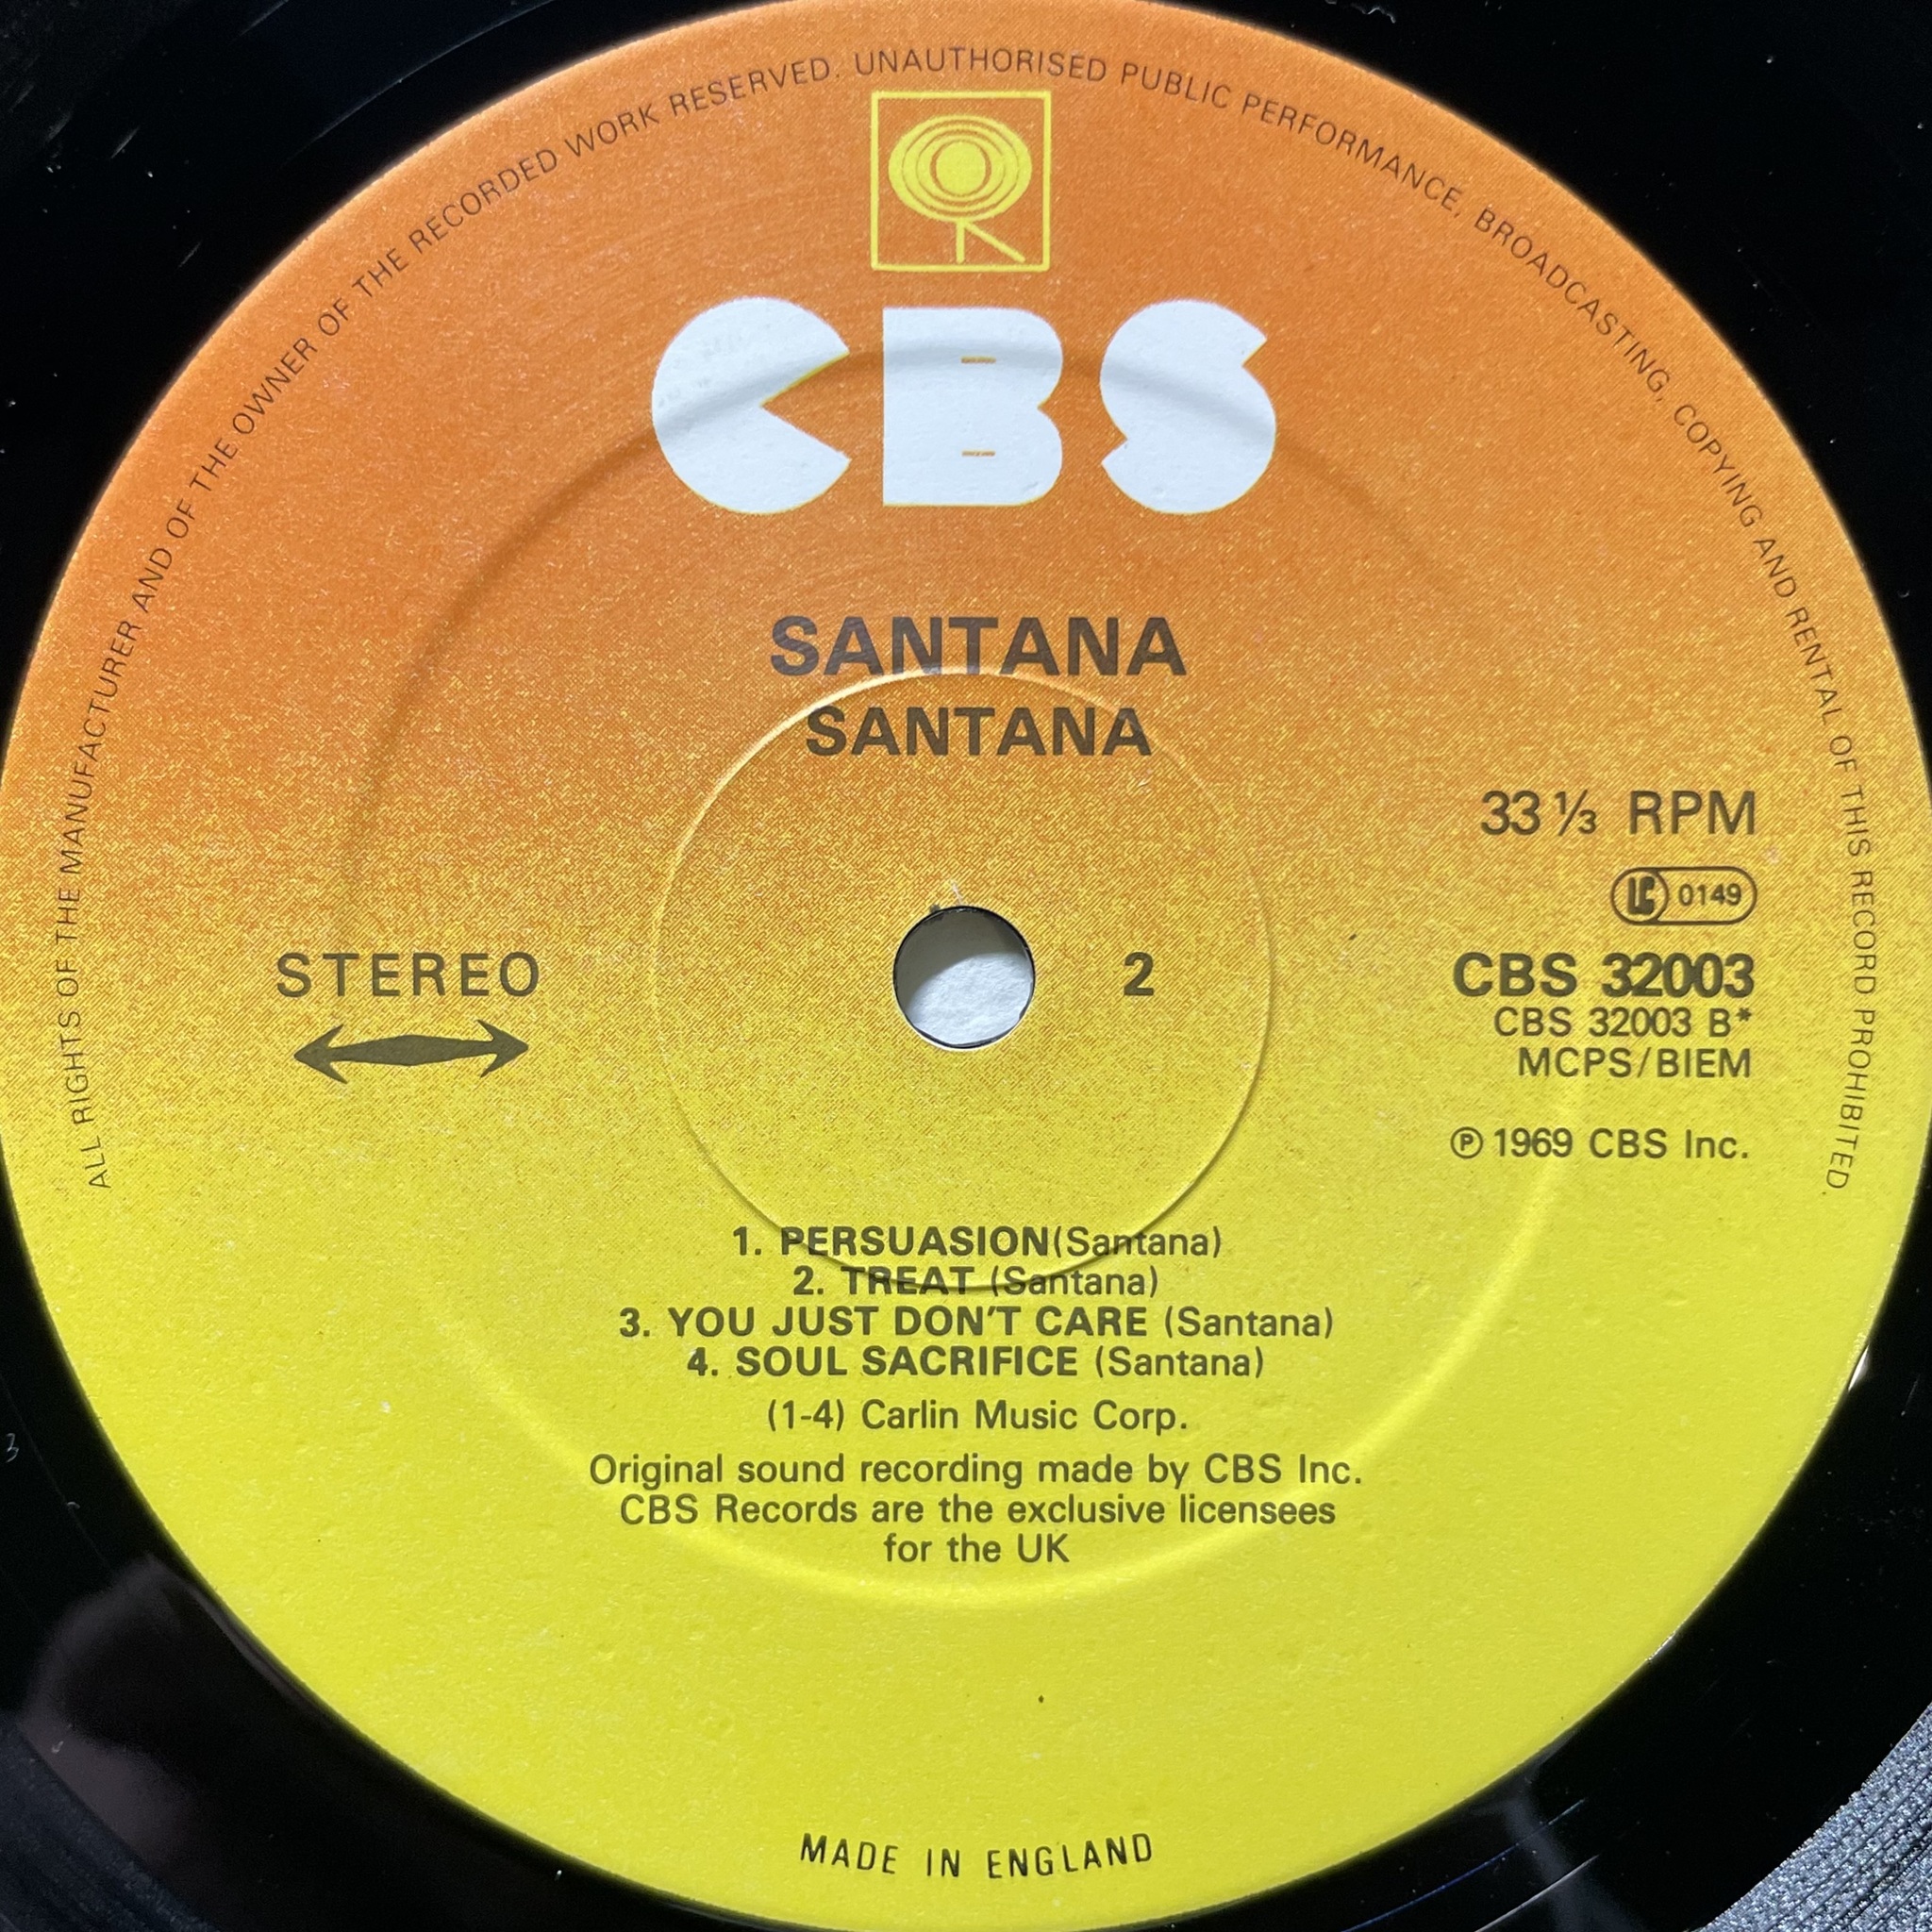 ALL RIGHTS OF THE MANUFACTURER AND OF THE OWNER OF THE RECORDED WORK RESERVED. UNAUTHORISED PUBLIC PERFORMANCE, BROADCASTING, COPYING AND RENTAL OF THIS RECORD PROHIBITED
CBS
SANTANA
SANTANA
33 ⅓ RPM
LC 0149
STEREO
2
CBS 32003
CBS 32003 B*
MCPS/BIEM
℗ 1969 CBS Inc.
1. PERSUASION(Santana)
2. TREAT (Santana)
3. YOU JUST DON'T CARE (Santana)
4. SOUL SACRIFICE (Santana)
(1-4) Carlin Music Corp.
Original sound recording made by CBS Inc.
CBS Records are the exclusive licensees
for the UK
MADE IN ENGLAND